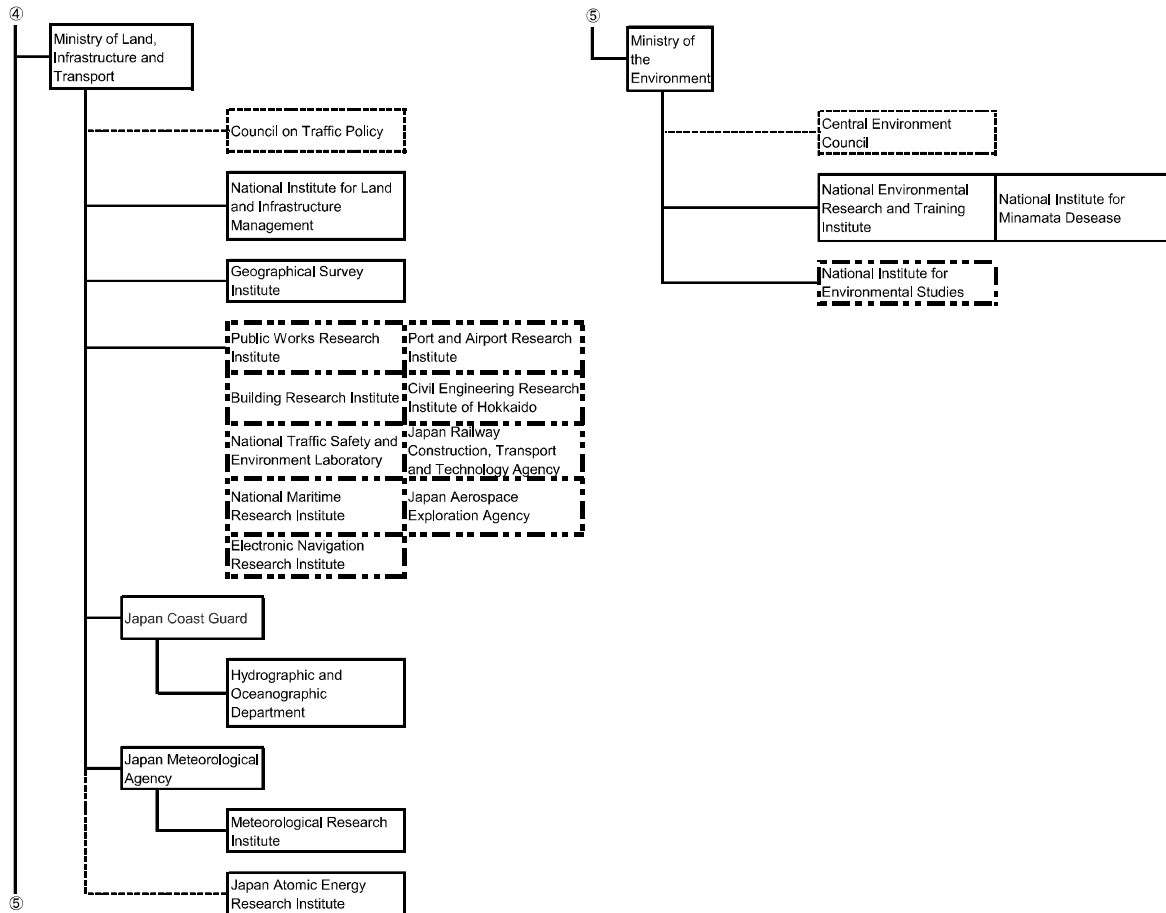 ④
Ministry of Land,
Infrastructure and
Transport
Council on Traffic Policy
National Institute for Land
and Infrastructure
Management
Geographical Survey
Institute
Public Works Research
Institute
Port and Airport Research
Institute
Building Research Institute
Civil Engineering Research
Institute of Hokkaido
National Traffic Safety and
Environment Laboratory
Japan Railway
Construction, Transport
and Technology Agency
National Maritime
Research Institute
Japan Aerospace
Exploration Agency
Electronic Navigation
Research Institute
Japan Coast Guard
Hydrographic and
Oceanographic
Department
Japan Meteorological
Agency
Meteorological Research
Institute
Japan Atomic Energy
Research Institute
⑤
⑤
Ministry of
the
Environment
Central Environment
Council
National Environmental
Research and Training
Institute
National Institute for
Minamata Desease
National Institute for
Environmental Studies